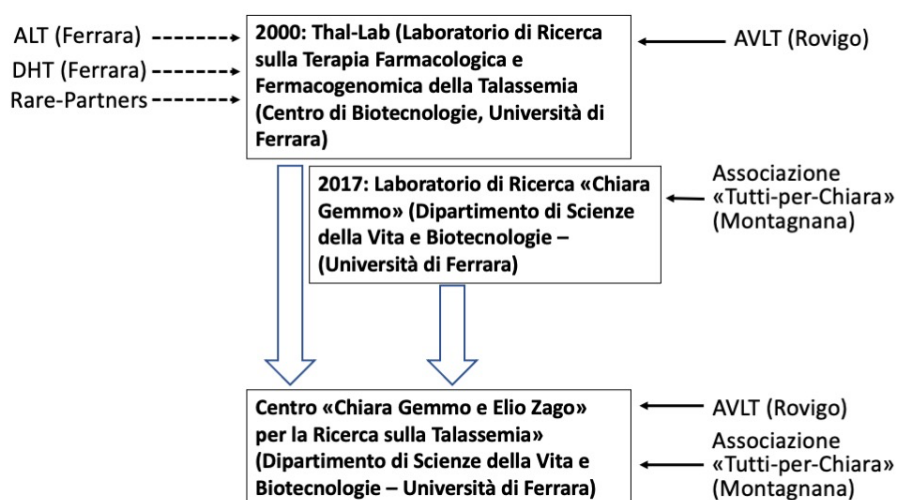 ALT (Ferrara)
DHT (Ferrara)
Rare-Partners
2000: Thal-Lab (Laboratorio di Ricerca
sulla Terapia Farmacologica e
Fermacogenomica della Talassemia
(Centro di Biotecnologie, Università di
Ferrara)
AVLT (Rovigo)
2017: Laboratorio di Ricerca «Chiara
Gemmo» (Dipartimento di Scienze
della Vita e Biotecnologie –
(Università di Ferrara)
Associazione
«Tutti-per-Chiara»
(Montagnana)
Centro «Chiara Gemmo e Elio Zago»
per la Ricerca sulla Talassemia»
(Dipartimento di Scienze della Vita e
Biotecnologie – Università di Ferrara)
AVLT (Rovigo)
Associazione
«Tutti-per-Chiara»
(Montagnana)